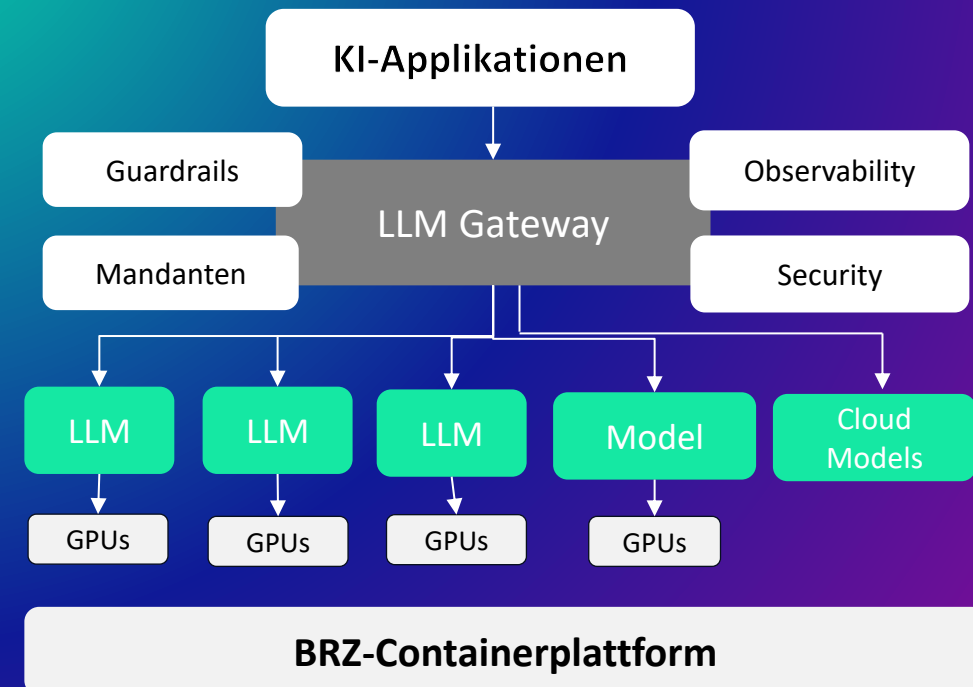 KI-Applikationen
Guardrails
Observability
LLM Gateway
Mandanten
Security
LLM
LLM
LLM
Model
Cloud
Models
GPUs
GPUs
GPUs
GPUs
BRZ-Containerplattform